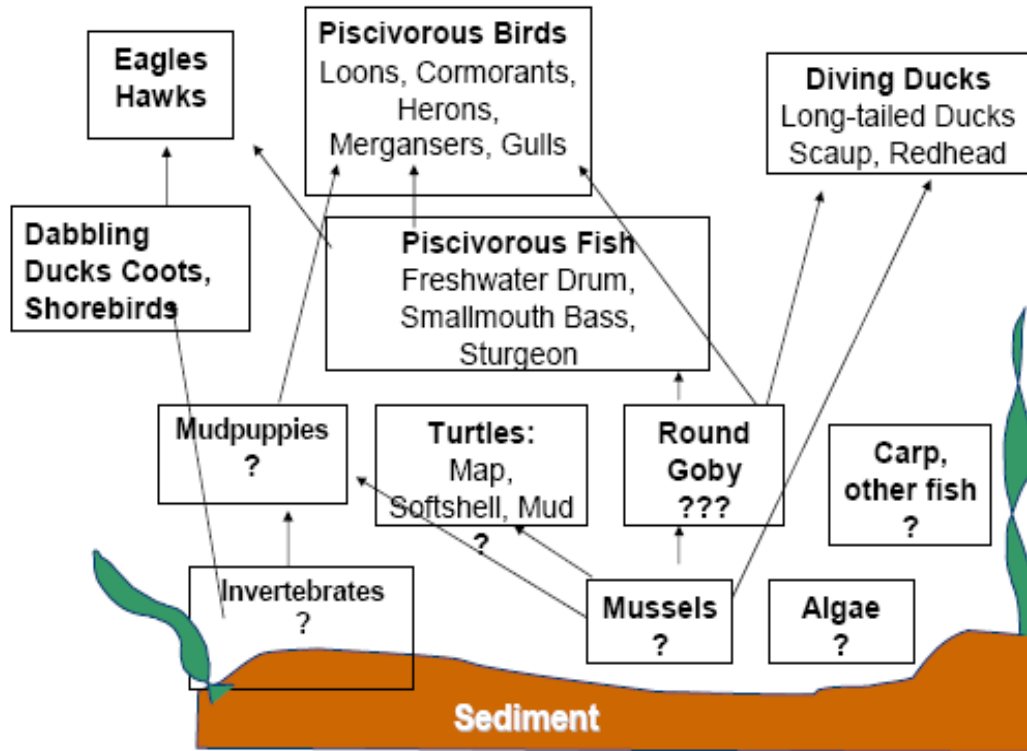 Eagles
Hawks
Piscivorous Birds
Loons, Cormorants,
Herons,
Mergansers, Gulls
Diving Ducks
Long-tailed Ducks
Scaup, Redhead
Dabbling
Ducks Coots,
Shorebirds
Piscivorous Fish
Freshwater Drum,
Smallmouth Bass,
Sturgeon
Mudpuppies
?
Turtles:
Map,
Softshell, Mud
?
Round
Goby
???
Carp,
other fish
?
Invertebrates
?
Mussels
?
Algae
?
Sediment